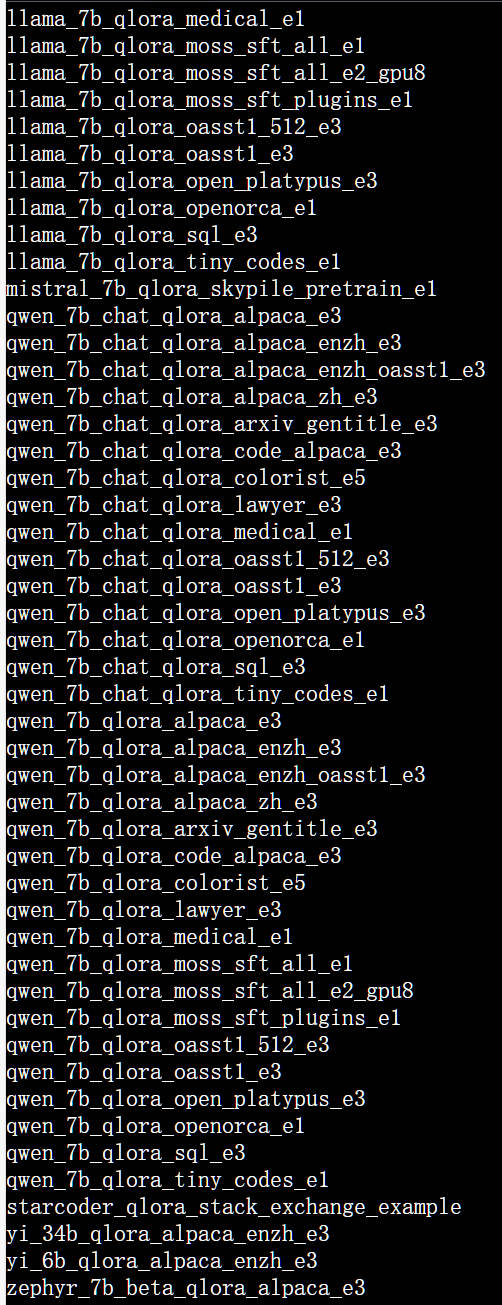 llama_7b_qlora_medical_e1
llama_7b_qlora_moss_sft_all_e1
llama_7b_qlora_moss_sft_all_e2_gpu8
llama_7b_qlora_moss_sft_plugins_e1
llama_7b_qlora_oasst1_512_e3
llama_7b_qlora_oasst1_e3
llama_7b_qlora_open_platypus_e3
llama_7b_qlora_openorca_e1
llama_7b_qlora_sql_e3
llama_7b_qlora_tiny_codes_e1
mistral_7b_qlora_skypile_pretrain_e1
qwen_7b_chat_qlora_alpaca_e3
qwen_7b_chat_qlora_alpaca_enzh_e3
qwen_7b_chat_qlora_alpaca_enzh_oasst1_e3
qwen_7b_chat_qlora_alpaca_zh_e3
qwen_7b_chat_qlora_arxiv_gentitle_e3
qwen_7b_chat_qlora_code_alpaca_e3
qwen_7b_chat_qlora_colorist_e5
qwen_7b_chat_qlora_lawyer_e3
qwen_7b_chat_qlora_medical_e1
qwen_7b_chat_qlora_oasst1_512_e3
qwen_7b_chat_qlora_oasst1_e3
qwen_7b_chat_qlora_open_platypus_e3
qwen_7b_chat_qlora_openorca_e1
qwen_7b_chat_qlora_sql_e3
qwen_7b_chat_qlora_tiny_codes_e1
qwen_7b_qlora_alpaca_e3
qwen_7b_qlora_alpaca_enzh_e3
qwen_7b_qlora_alpaca_enzh_oasst1_e3
qwen_7b_qlora_alpaca_zh_e3
qwen_7b_qlora_arxiv_gentitle_e3
qwen_7b_qlora_code_alpaca_e3
qwen_7b_qlora_colorist_e5
qwen_7b_qlora_lawyer_e3
qwen_7b_qlora_medical_e1
qwen_7b_qlora_moss_sft_all_e1
qwen_7b_qlora_moss_sft_all_e2_gpu8
qwen_7b_qlora_moss_sft_plugins_e1
qwen_7b_qlora_oasst1_512_e3
qwen_7b_qlora_oasst1_e3
qwen_7b_qlora_open_platypus_e3
qwen_7b_qlora_openorca_e1
qwen_7b_qlora_sql_e3
qwen_7b_qlora_tiny_codes_e1
starcoder_qlora_stack_exchange_example
yi_34b_qlora_alpaca_enzh_e3
yi_6b_qlora_alpaca_enzh_e3
zephyr_7b_beta_qlora_alpaca_e3